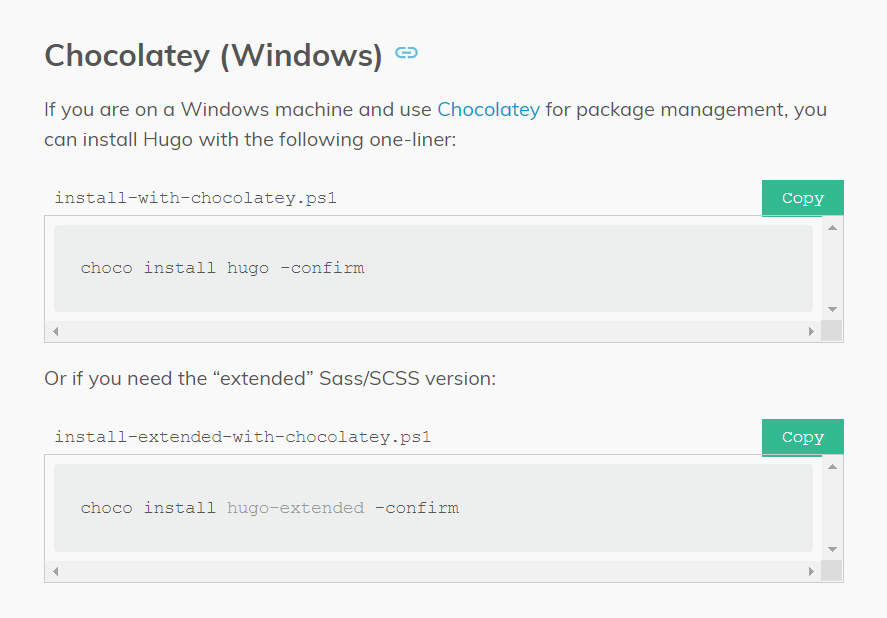 Chocolatey (Windows)
If you are on a Windows machine and use Chocolatey for package management, you
can install Hugo with the following one-liner:
install-with-chocolatey.ps1
Copy
choco install hugo -confirm
Or if you need the “extended” Sass/SCSS version:
install-extended-with-chocolatey.ps1
Copy
choco install hugo-extended -confirm